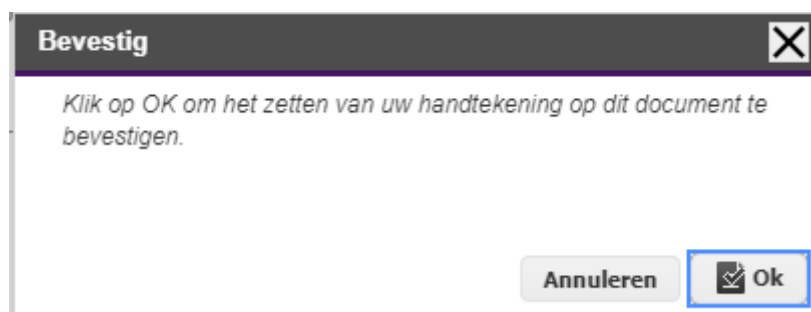 Bevestig
Klik op OK om het zetten van uw handtekening op dit document te
bevestigen.
Annuleren
Ok